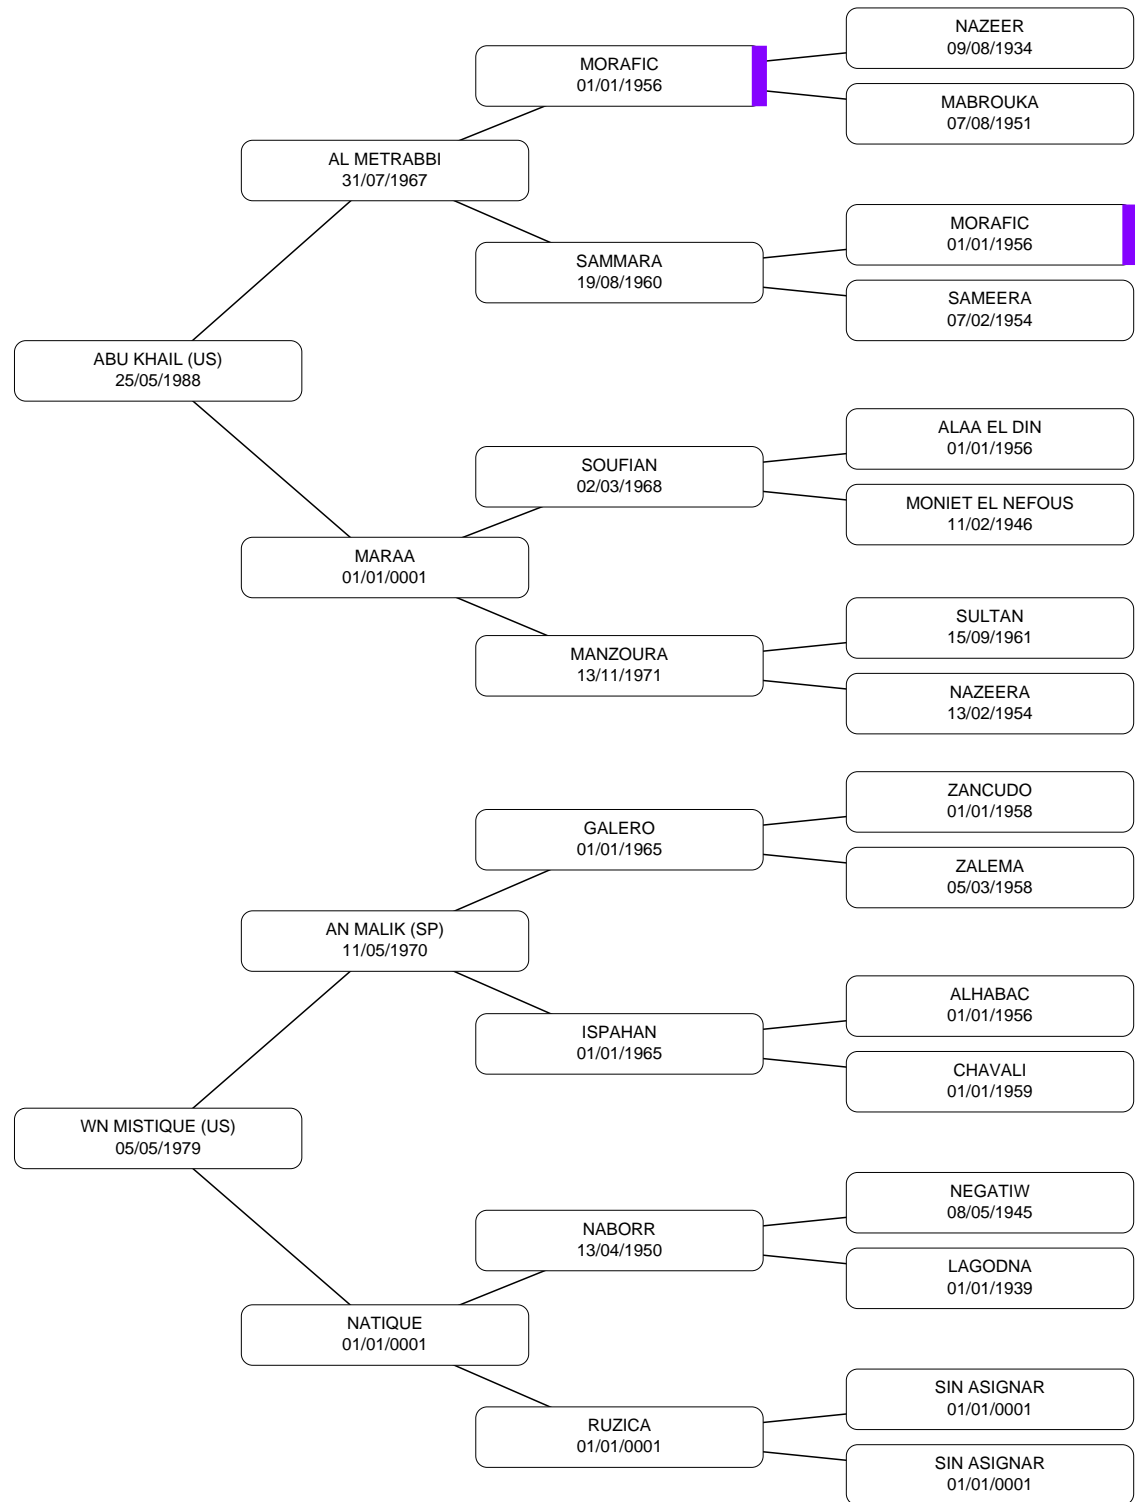 NAZEER
09/08/1934
MORAFIC
01/01/1956
MABROUKA
07/08/1951
AL METRABBI
31/07/1967
MORAFIC
01/01/1956
SAMMARA
19/08/1960
SAMEERA
07/02/1954
ABU KHAIL (US)
25/05/1988
ALAA EL DIN
01/01/1956
SOUFIAN
02/03/1968
MONIET EL NEFOUS
11/02/1946
MARAA
01/01/0001
SULTAN
15/09/1961
MANZOURA
13/11/1971
NAZEERA
13/02/1954
ZANCUDO
01/01/1958
GALERO
01/01/1965
ZALEMA
05/03/1958
AN MALIK (SP)
11/05/1970
ALHABAC
01/01/1956
ISPAHAN
01/01/1965
CHAVALI
01/01/1959
WN MISTIQUE (US)
05/05/1979
NEGATIW
08/05/1945
NABORR
13/04/1950
LAGODNA
01/01/1939
NATIQUE
01/01/0001
SIN ASIGNAR
01/01/0001
RUZICA
01/01/0001
SIN ASIGNAR
01/01/0001